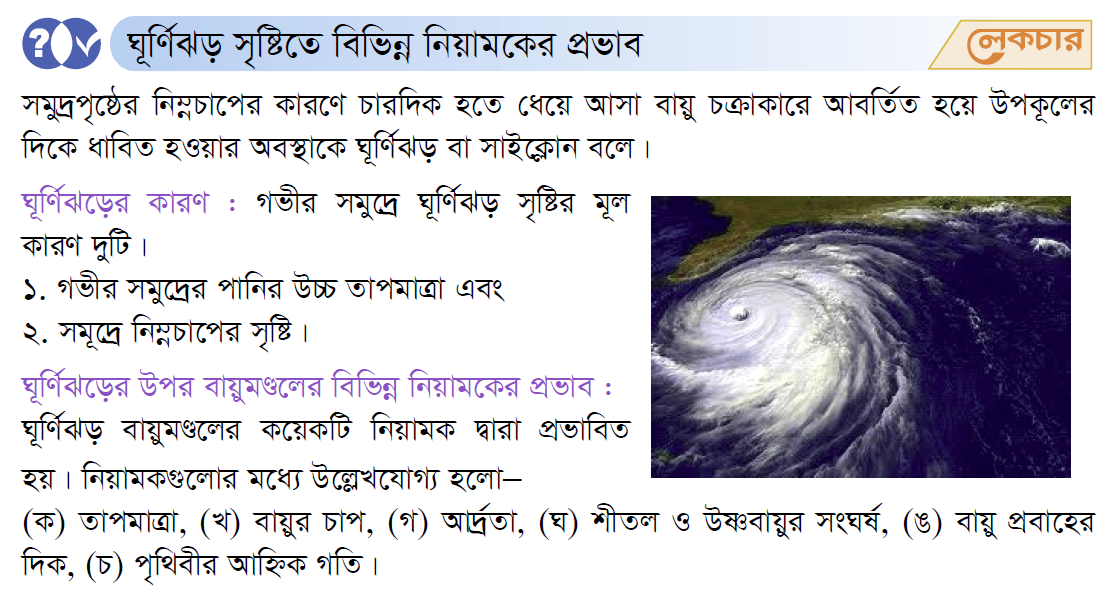 ঘূর্ণিঝড় সৃষ্টিতে বিভিন্ন নিয়ামকের প্রভাব
লেকচার
সমুদ্রপৃষ্ঠের নিম্নচাপের কারণে চারদিক হতে ধেয়ে আসা বায়ু চক্রাকারে আবর্তিত হয়ে উপকূলের
দিকে ধাবিত হওয়ার অবস্থাকে ঘূর্ণিঝড় বা সাইক্লোন বলে।
ঘূর্ণিঝড়ের কারণ : গভীর সমুদ্রে ঘূর্ণিঝড় সৃষ্টির মূল
কারণ দুটি।
১. গভীর সমুদ্রের পানির উচ্চ তাপমাত্রা এবং
২. সমূদ্রে নিম্নচাপের সৃষ্টি।
ঘূর্ণিঝড়ের উপর বায়ুমণ্ডলের বিভিন্ন নিয়ামকের প্রভাব :
ঘূর্ণিঝড় বায়ুমণ্ডলের কয়েকটি নিয়ামক দ্বারা প্রভাবিত
হয়। নিয়ামকগুলোর মধ্যে উল্লেখযোগ্য হলো–
(ক) তাপমাত্রা, (খ) বায়ুর চাপ, (গ) আর্দ্রতা, (ঘ) শীতল ও উষ্ণবায়ুর সংঘর্ষ, (ঙ) বায়ু প্রবাহের
দিক, (চ) পৃথিবীর আহ্নিক গতি।